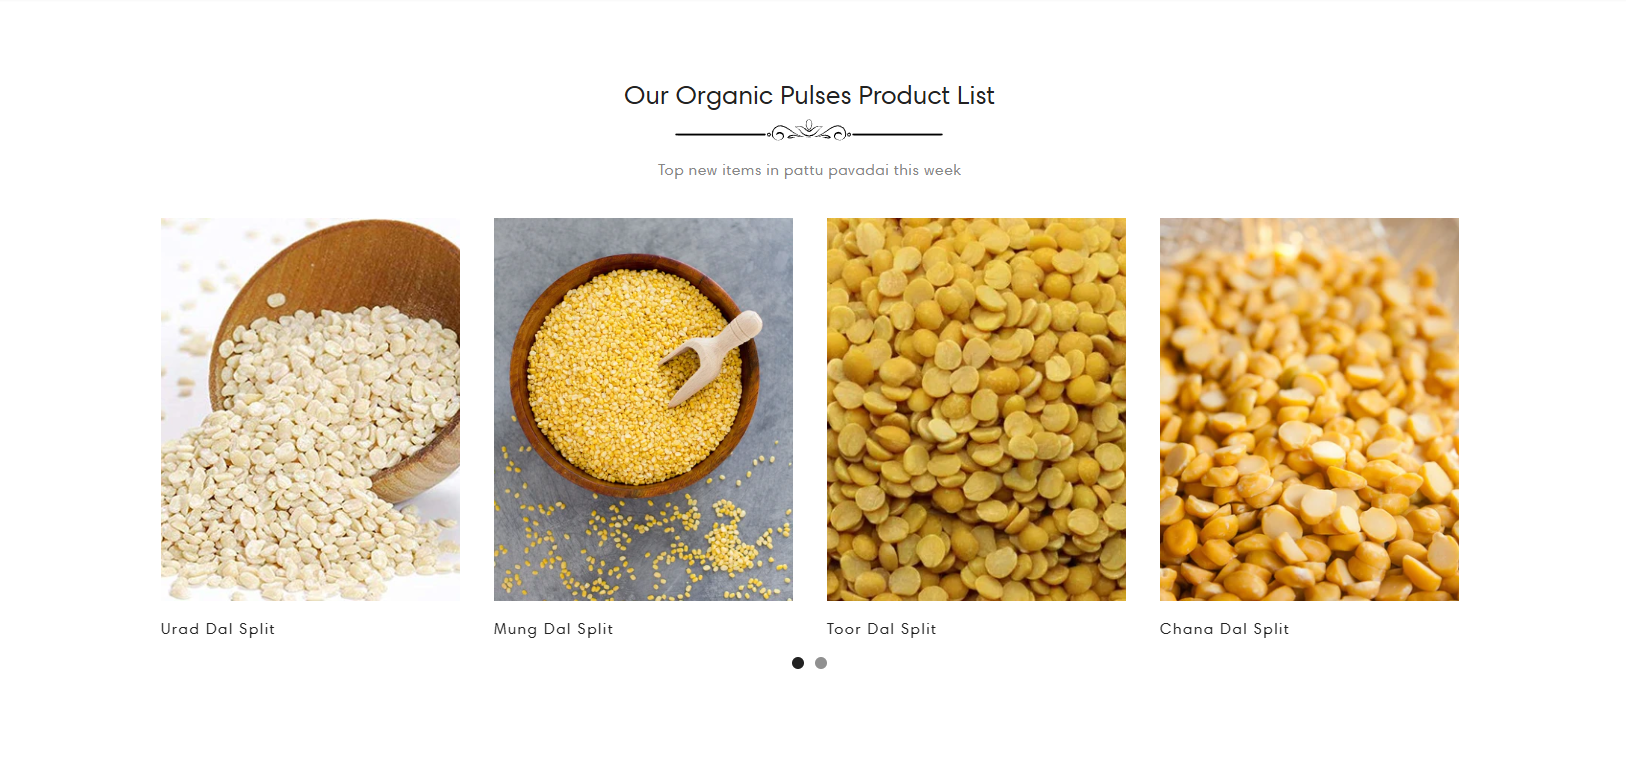 Our Organic Pulses Product List
Top new items in pattu pavadai this week
Urad Dal Split
Mung Dal Split
Toor Dal Split
Chana Dal Split